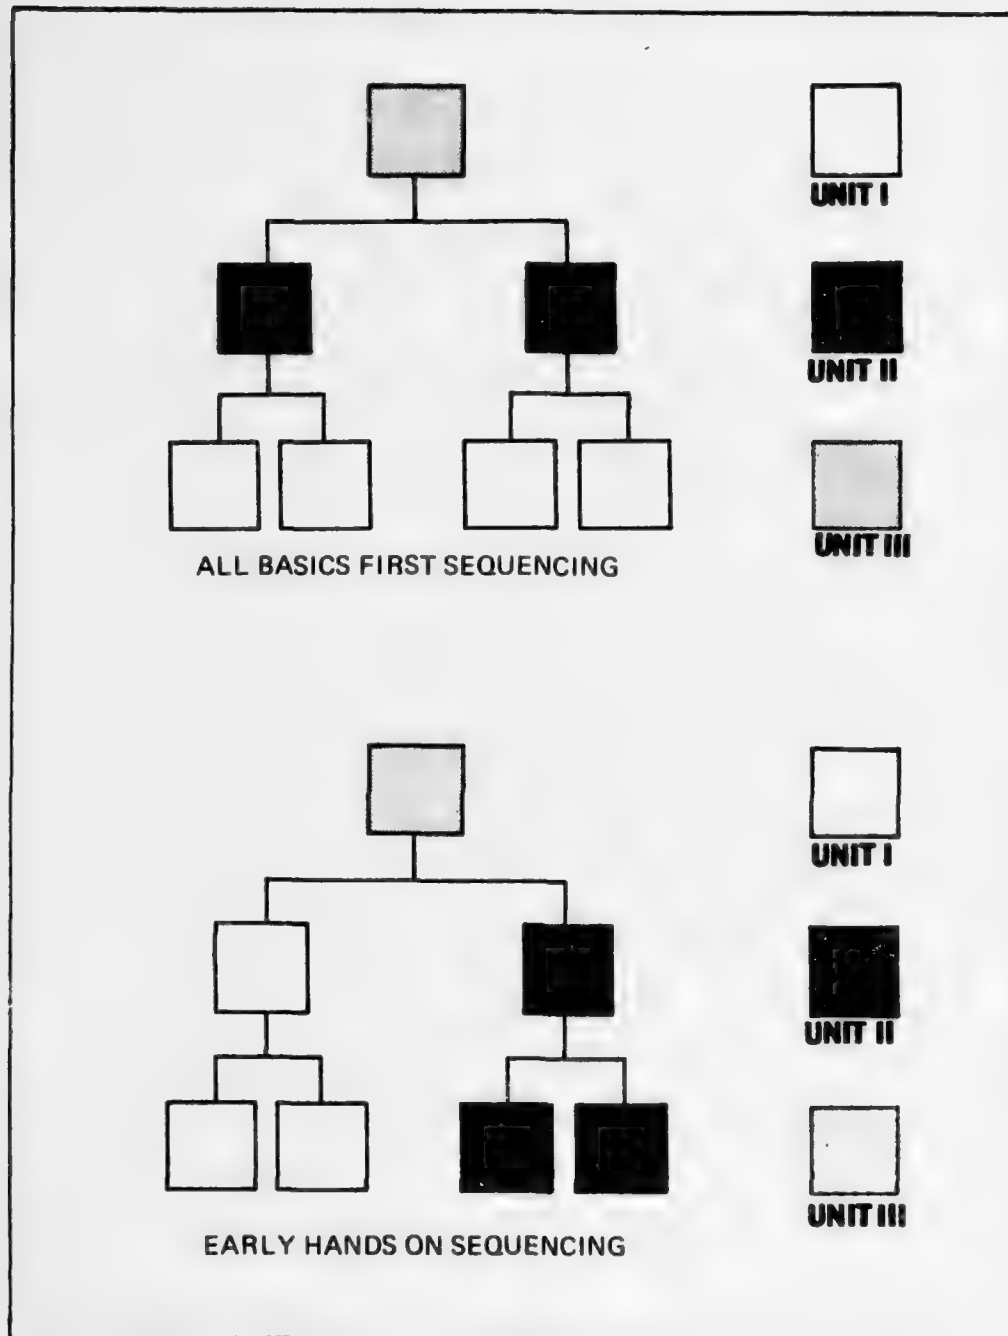 UNIT I
UNIT II
UNIT III
ALL BASICS FIRST SEQUENCING
UNIT I
UNIT II
UNIT III
EARLY HANDS ON SEQUENCING